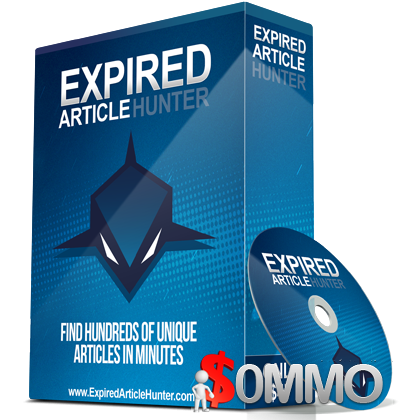 EXPIRED
ARTICLE HUNTER
FIND HUNDREDS OF UNIQUE
ARTICLES IN MINUTES
www.ExpiredArticleHunter.com
EXPIRED
ARTICLE
HUNTER
EXPIRED
ARTICLE HUNTER
$OMMO